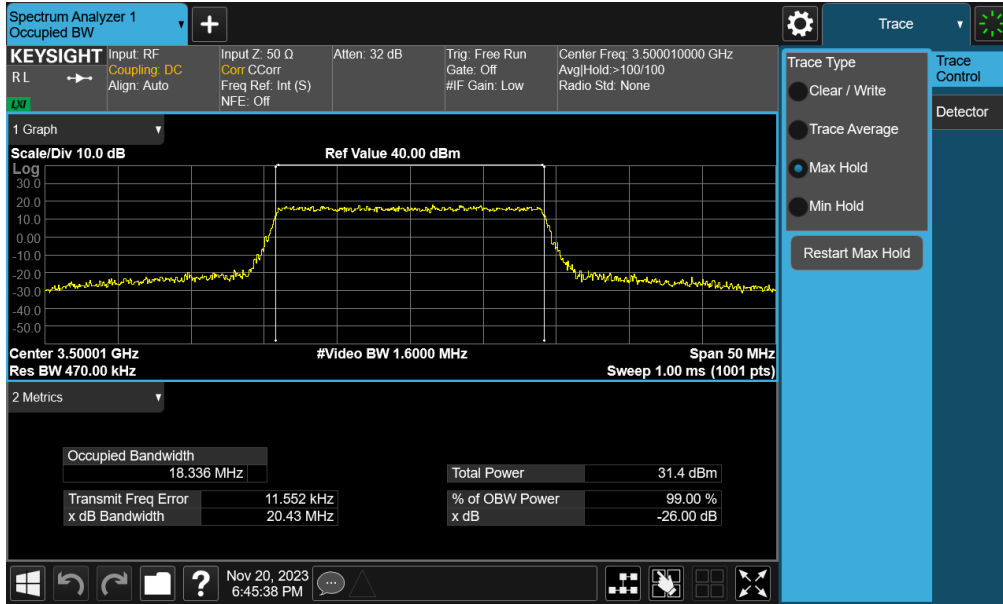 Spectrum Analyzer 1
Occupied BW
+
Trace
KEYSIGHT
R L
LXI
Input: RF
Coupling: DC
Align: Auto
Input Z: 50 Ω
Corr CCorr
Freq Ref: Int (S)
NFE: Off
Atten: 32 dB
Trig: Free Run
Gate: Off
#IF Gain: Low
Center Freq: 3.500010000 GHz
Avg|Hold:>100/100
Radio Std: None
1 Graph
Scale/Div 10.0 dB
Ref Value 40.00 dBm
Log
30.0
20.0
10.0
0.00
-10.0
-20.0
-30.0
-40.0
-50.0
Center 3.50001 GHz
#Video BW 1.6000 MHz
Span 50 MHz
Res BW 470.00 kHz
Sweep 1.00 ms (1001 pts)
2 Metrics
Occupied Bandwidth
18.336 MHz
Total Power 31.4 dBm
Transmit Freq Error 11.552 kHz
% of OBW Power 99.00 %
x dB Bandwidth 20.43 MHz
x dB -26.00 dB
Trace Type
Clear / Write
Trace Average
Max Hold
Min Hold
Restart Max Hold
Trace
Control
Detector
?
Nov 20, 2023
6:45:38 PM